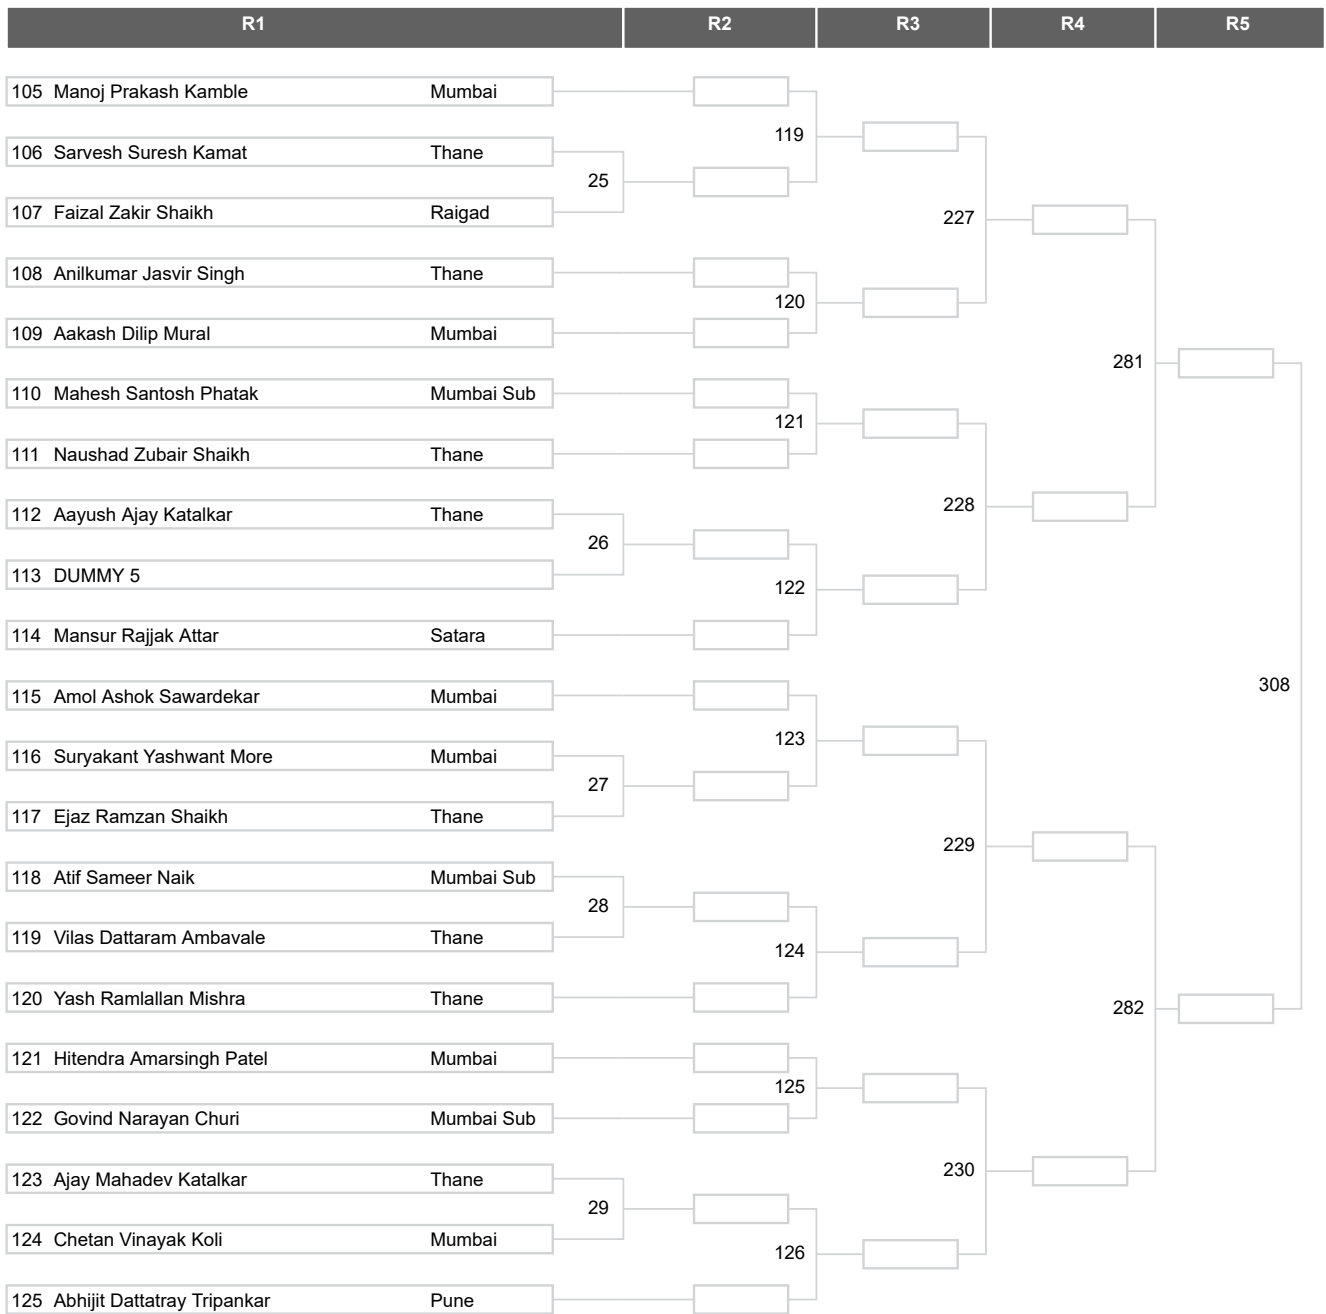 R1 R2 R3 R4 R5
105 Manoj Prakash Kamble Mumbai
119
106 Sarvesh Suresh Kamat Thane
25
107 Faizal Zakir Shaikh Raigad
227
108 Anilkumar Jasvir Singh Thane
120
109 Aakash Dilip Mural Mumbai
281
110 Mahesh Santosh Phatak Mumbai Sub
121
111 Naushad Zubair Shaikh Thane
228
112 Aayush Ajay Katalkar Thane
26
113 DUMMY 5
122
114 Mansur Rajjak Attar Satara
308
115 Amol Ashok Sawardekar Mumbai
123
116 Suryakant Yashwant More Mumbai
27
117 Ejaz Ramzan Shaikh Thane
229
118 Atif Sameer Naik Mumbai Sub
28
119 Vilas Dattaram Ambavale Thane
124
120 Yash Ramlallan Mishra Thane
282
121 Hitendra Amarsingh Patel Mumbai
125
122 Govind Narayan Churi Mumbai Sub
230
123 Ajay Mahadev Katalkar Thane
29
124 Chetan Vinayak Koli Mumbai
126
125 Abhijit Dattatray Tripankar Pune